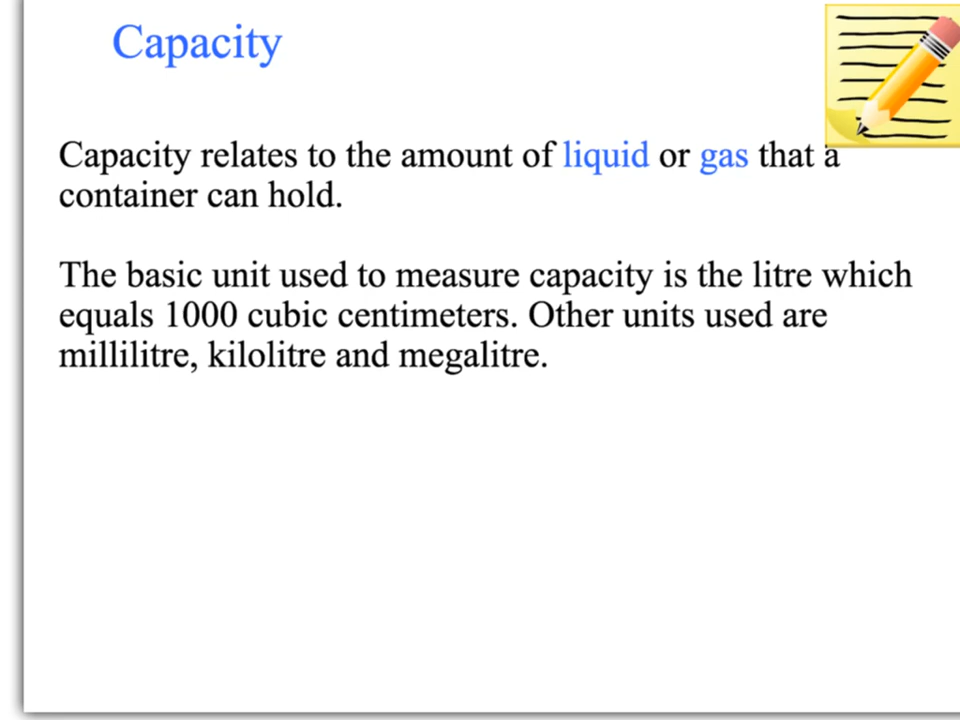 Capacity
Capacity relates to the amount of liquid or gas that a
container can hold.
The basic unit used to measure capacity is the litre which
equals 1000 cubic centimeters. Other units used are
millilitre, kilolitre and megalitre.